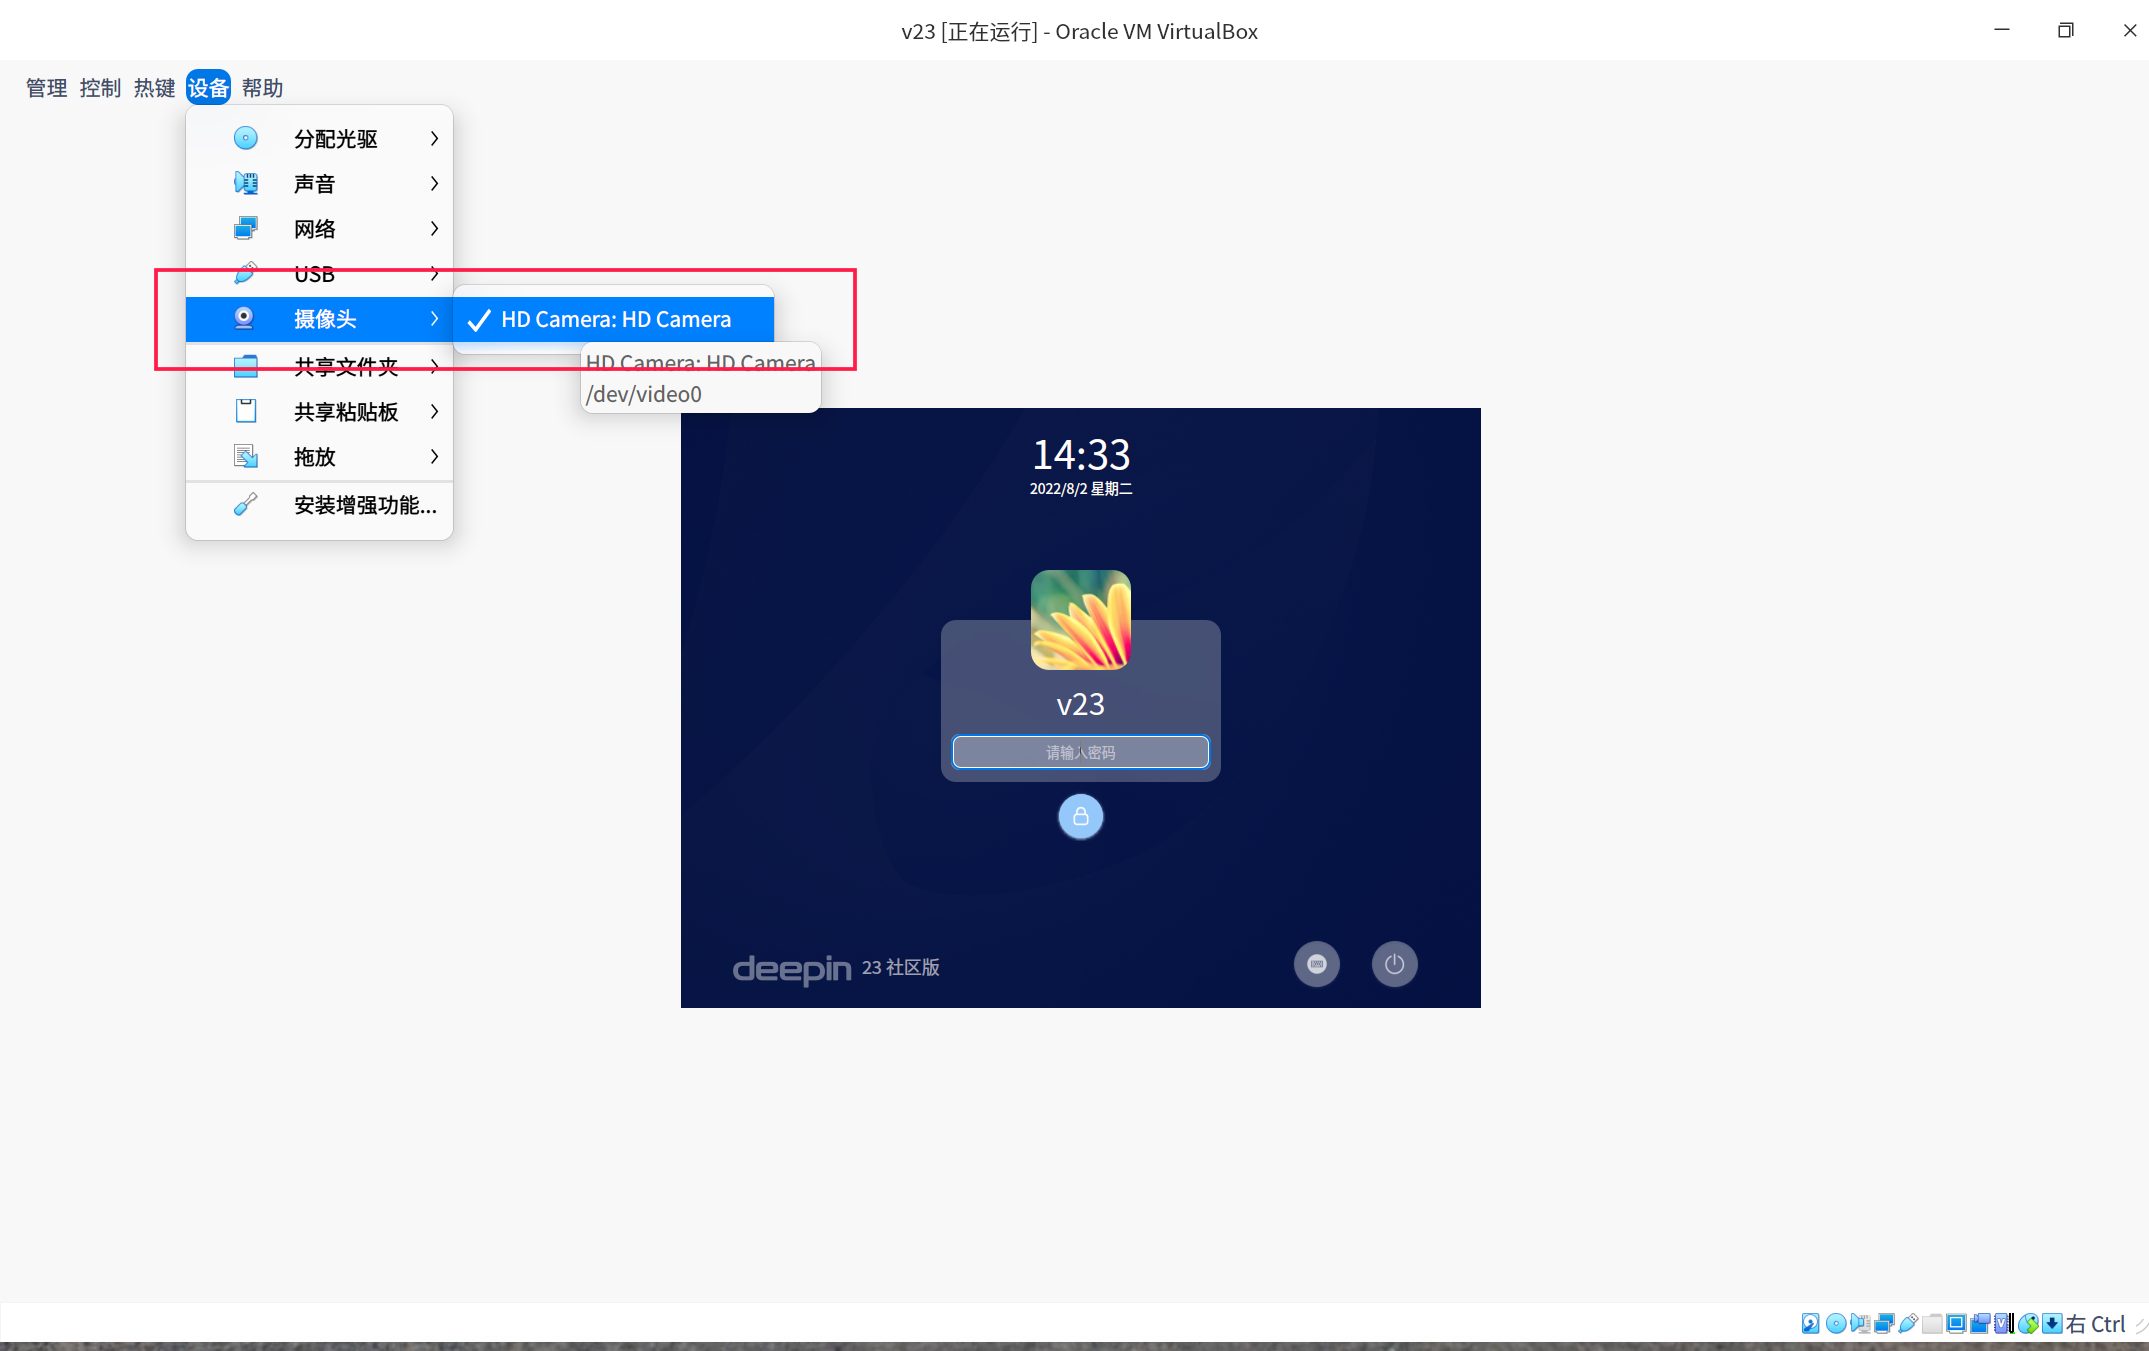 v23 [正在运行] - Oracle VM VirtualBox
管理 控制 热键 设备 帮助
分配光驱
声音
网络
USB
摄像头
HD Camera: HD Camera
共享文件夹
HD Camera: HD Camera
/dev/video0
共享粘贴板
拖放
安装增强功能...
14:33
2022/8/2 星期二
v23
请输入密码
deepin 23 社区版
右 Ctrl